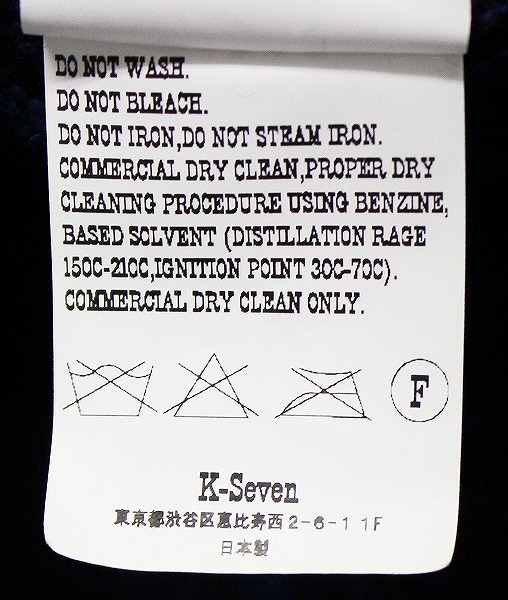 DO NOT WASH.
DO NOT BLEACH.
DO NOT IRON,DO NOT STEAM IRON.
COMMERCIAL DRY CLEAN,PROPER DRY
CLEANING PROCEDURE USING BENZINE,
BASED SOLVENT (DISTILLATION RAGE
150C-210C,IGNITION POINT 30C-70C).
COMMERCIAL DRY CLEAN ONLY.
F
K-Seven
東京都渋谷区恵比寿西2-6-1 1F
日本製